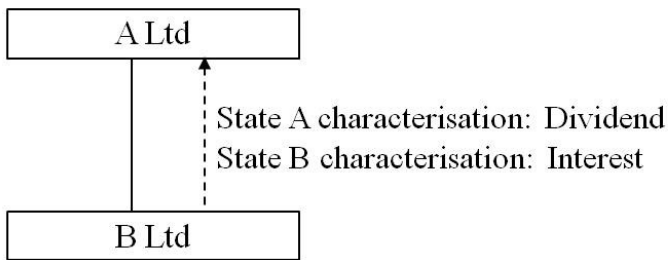 A Ltd
State A characterisation: Dividend
State B characterisation: Interest
B Ltd